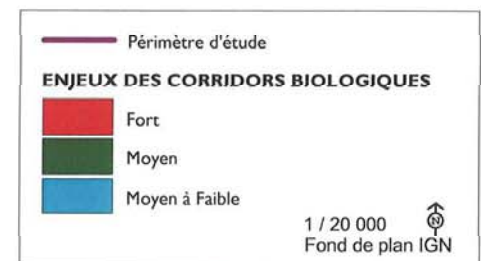 Périmètre d'étude
ENJEUX DES CORRIDORS BIOLOGIQUES
Fort
Moyen
Moyen à Faible
1 / 20 000
N
Fond de plan IGN